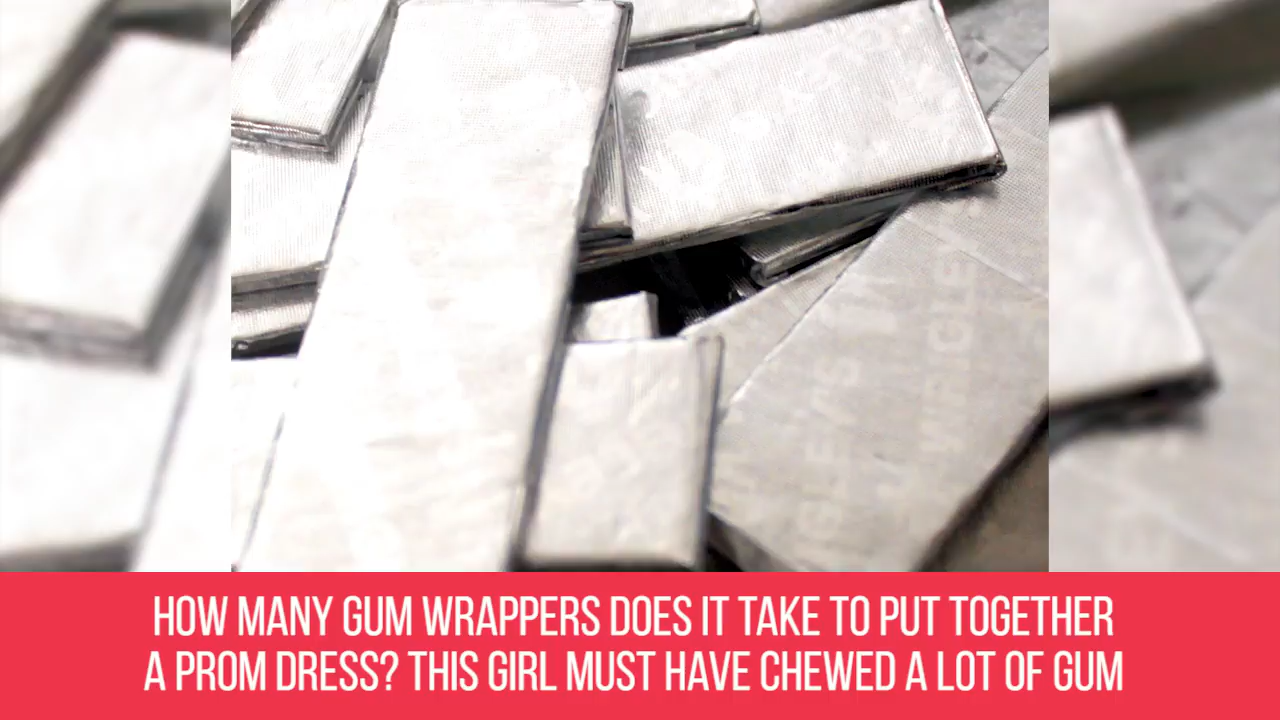 WRIGLEY
HOW MANY GUM WRAPPERS DOES IT TAKE TO PUT TOGETHER
A PROM DRESS? THIS GIRL MUST HAVE CHEWED A LOT OF GUM